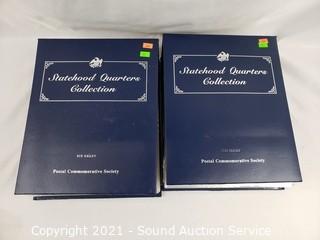 Statehood Quarters
Collection
Postal Commemorative Society
Statehood Quarters
Collection
Postal Commemorative Society
Copyright 2021 - Sound Auction Service